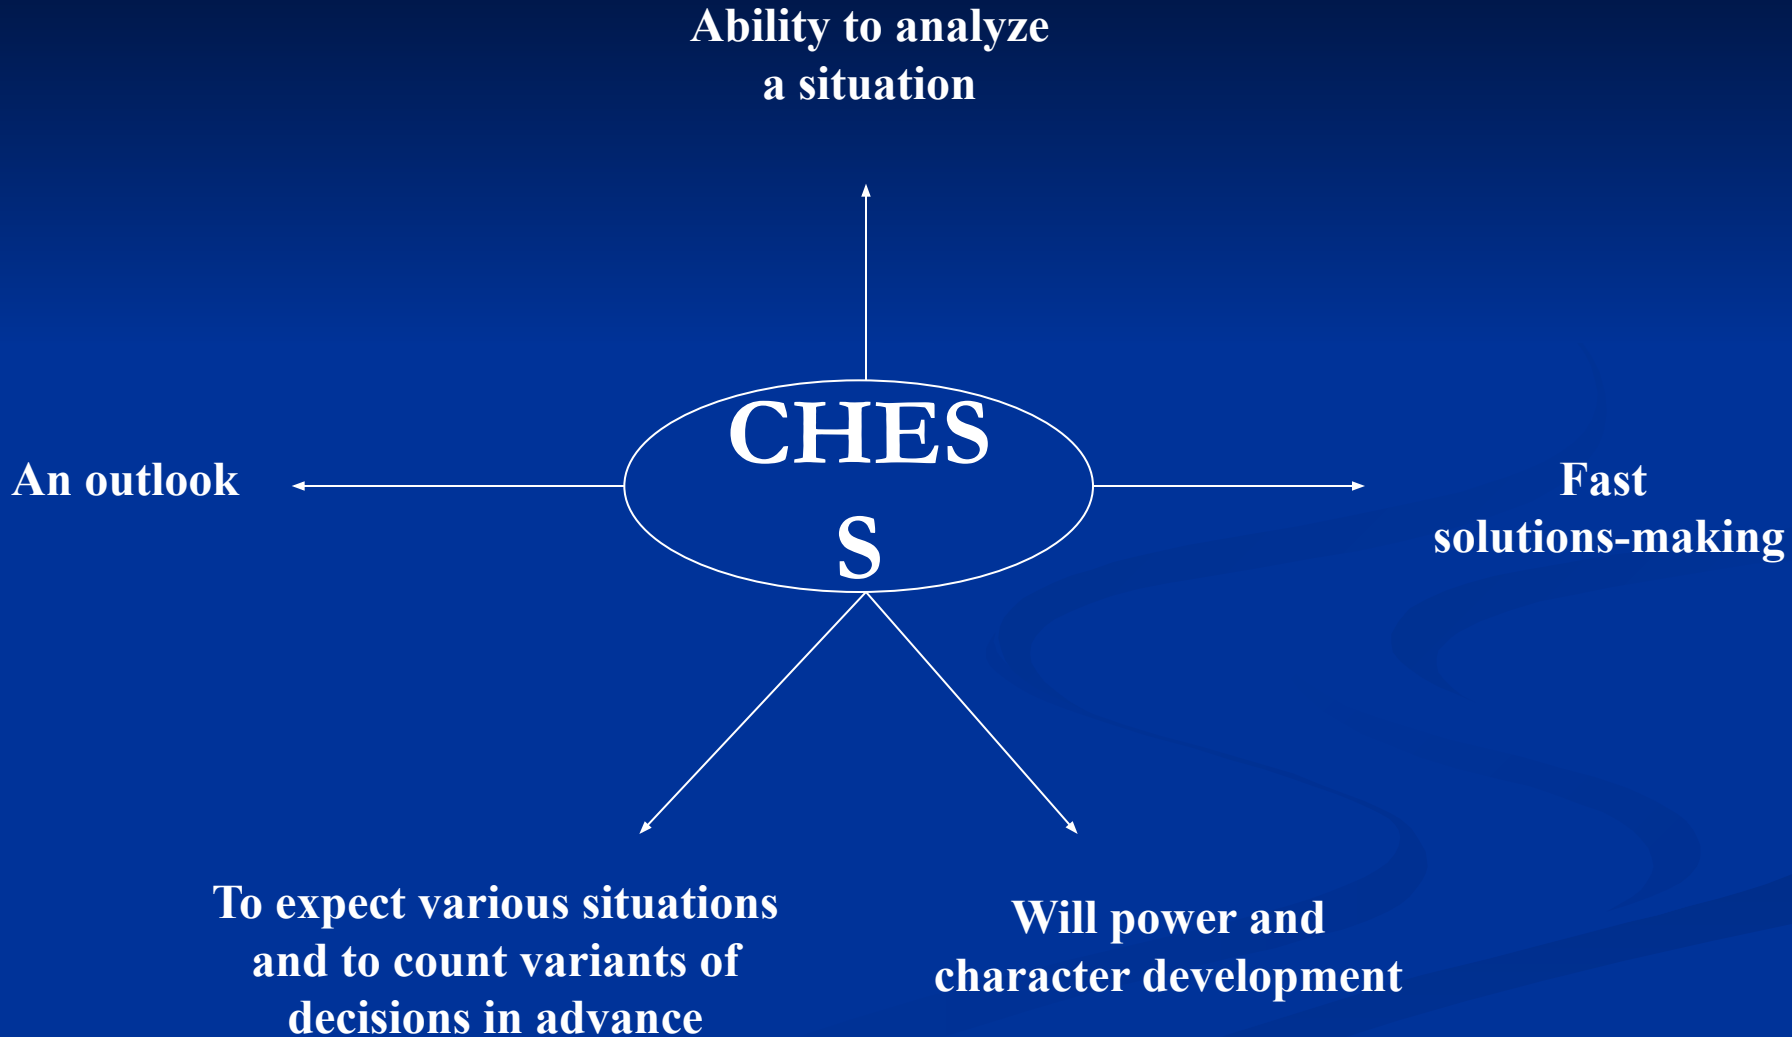 Ability to analyze
a situation
CHES
S
An outlook
Fast
solutions-making
To expect various situations
and to count variants of
decisions in advance
Will power and
character development